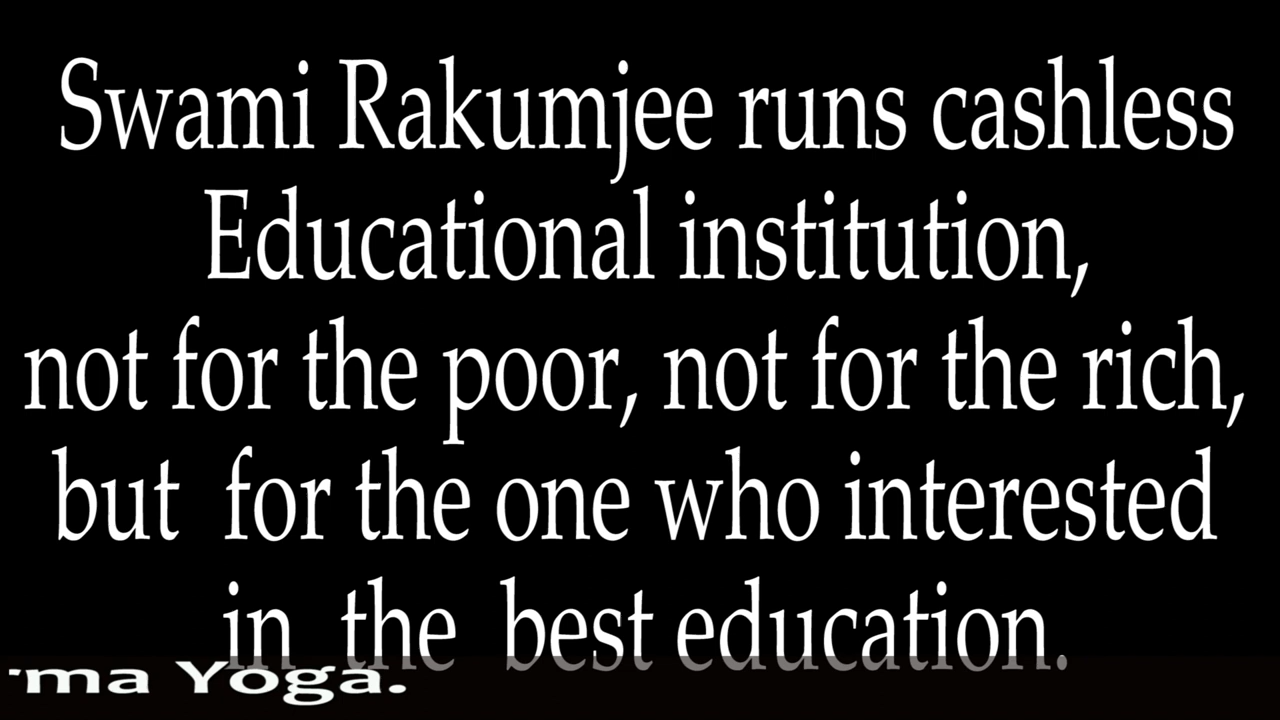 Swami Rakumjee runs cashless
Educational institution,
not for the poor, not for the rich,
but for the one who interested
in the best education.
Yoga.